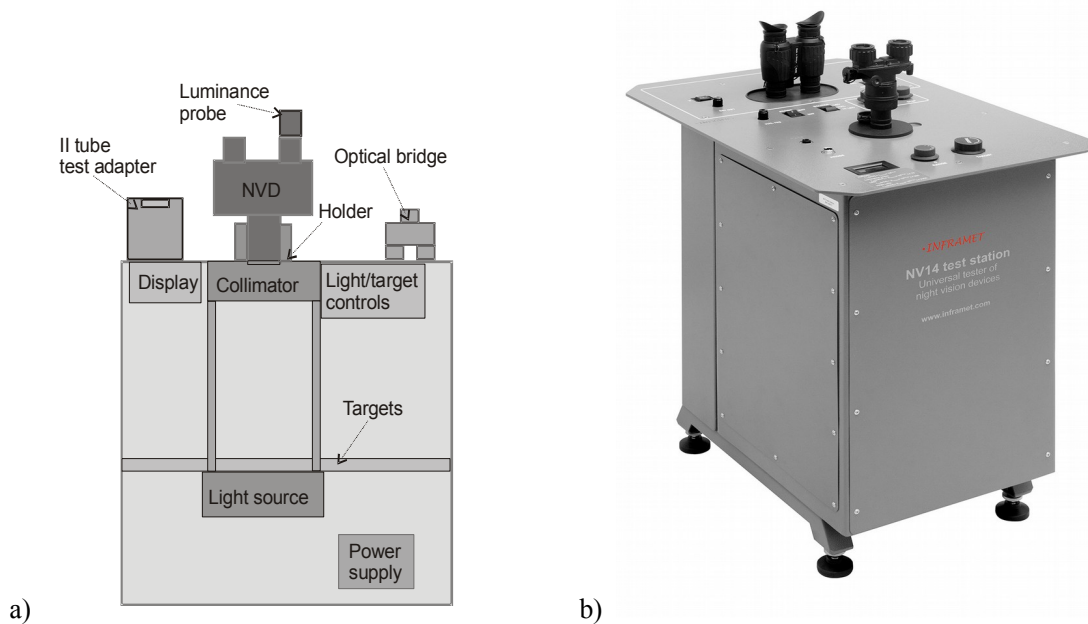 Luminance
probe
II tube
test adapter
NVD
Optical bridge
Holder
Display
Collimator
Light/target
controls
Targets
Light source
Power
supply
a)
INFRAMET
NV14 test station
Universal tester of
night vision devices
www.inframet.com
b)